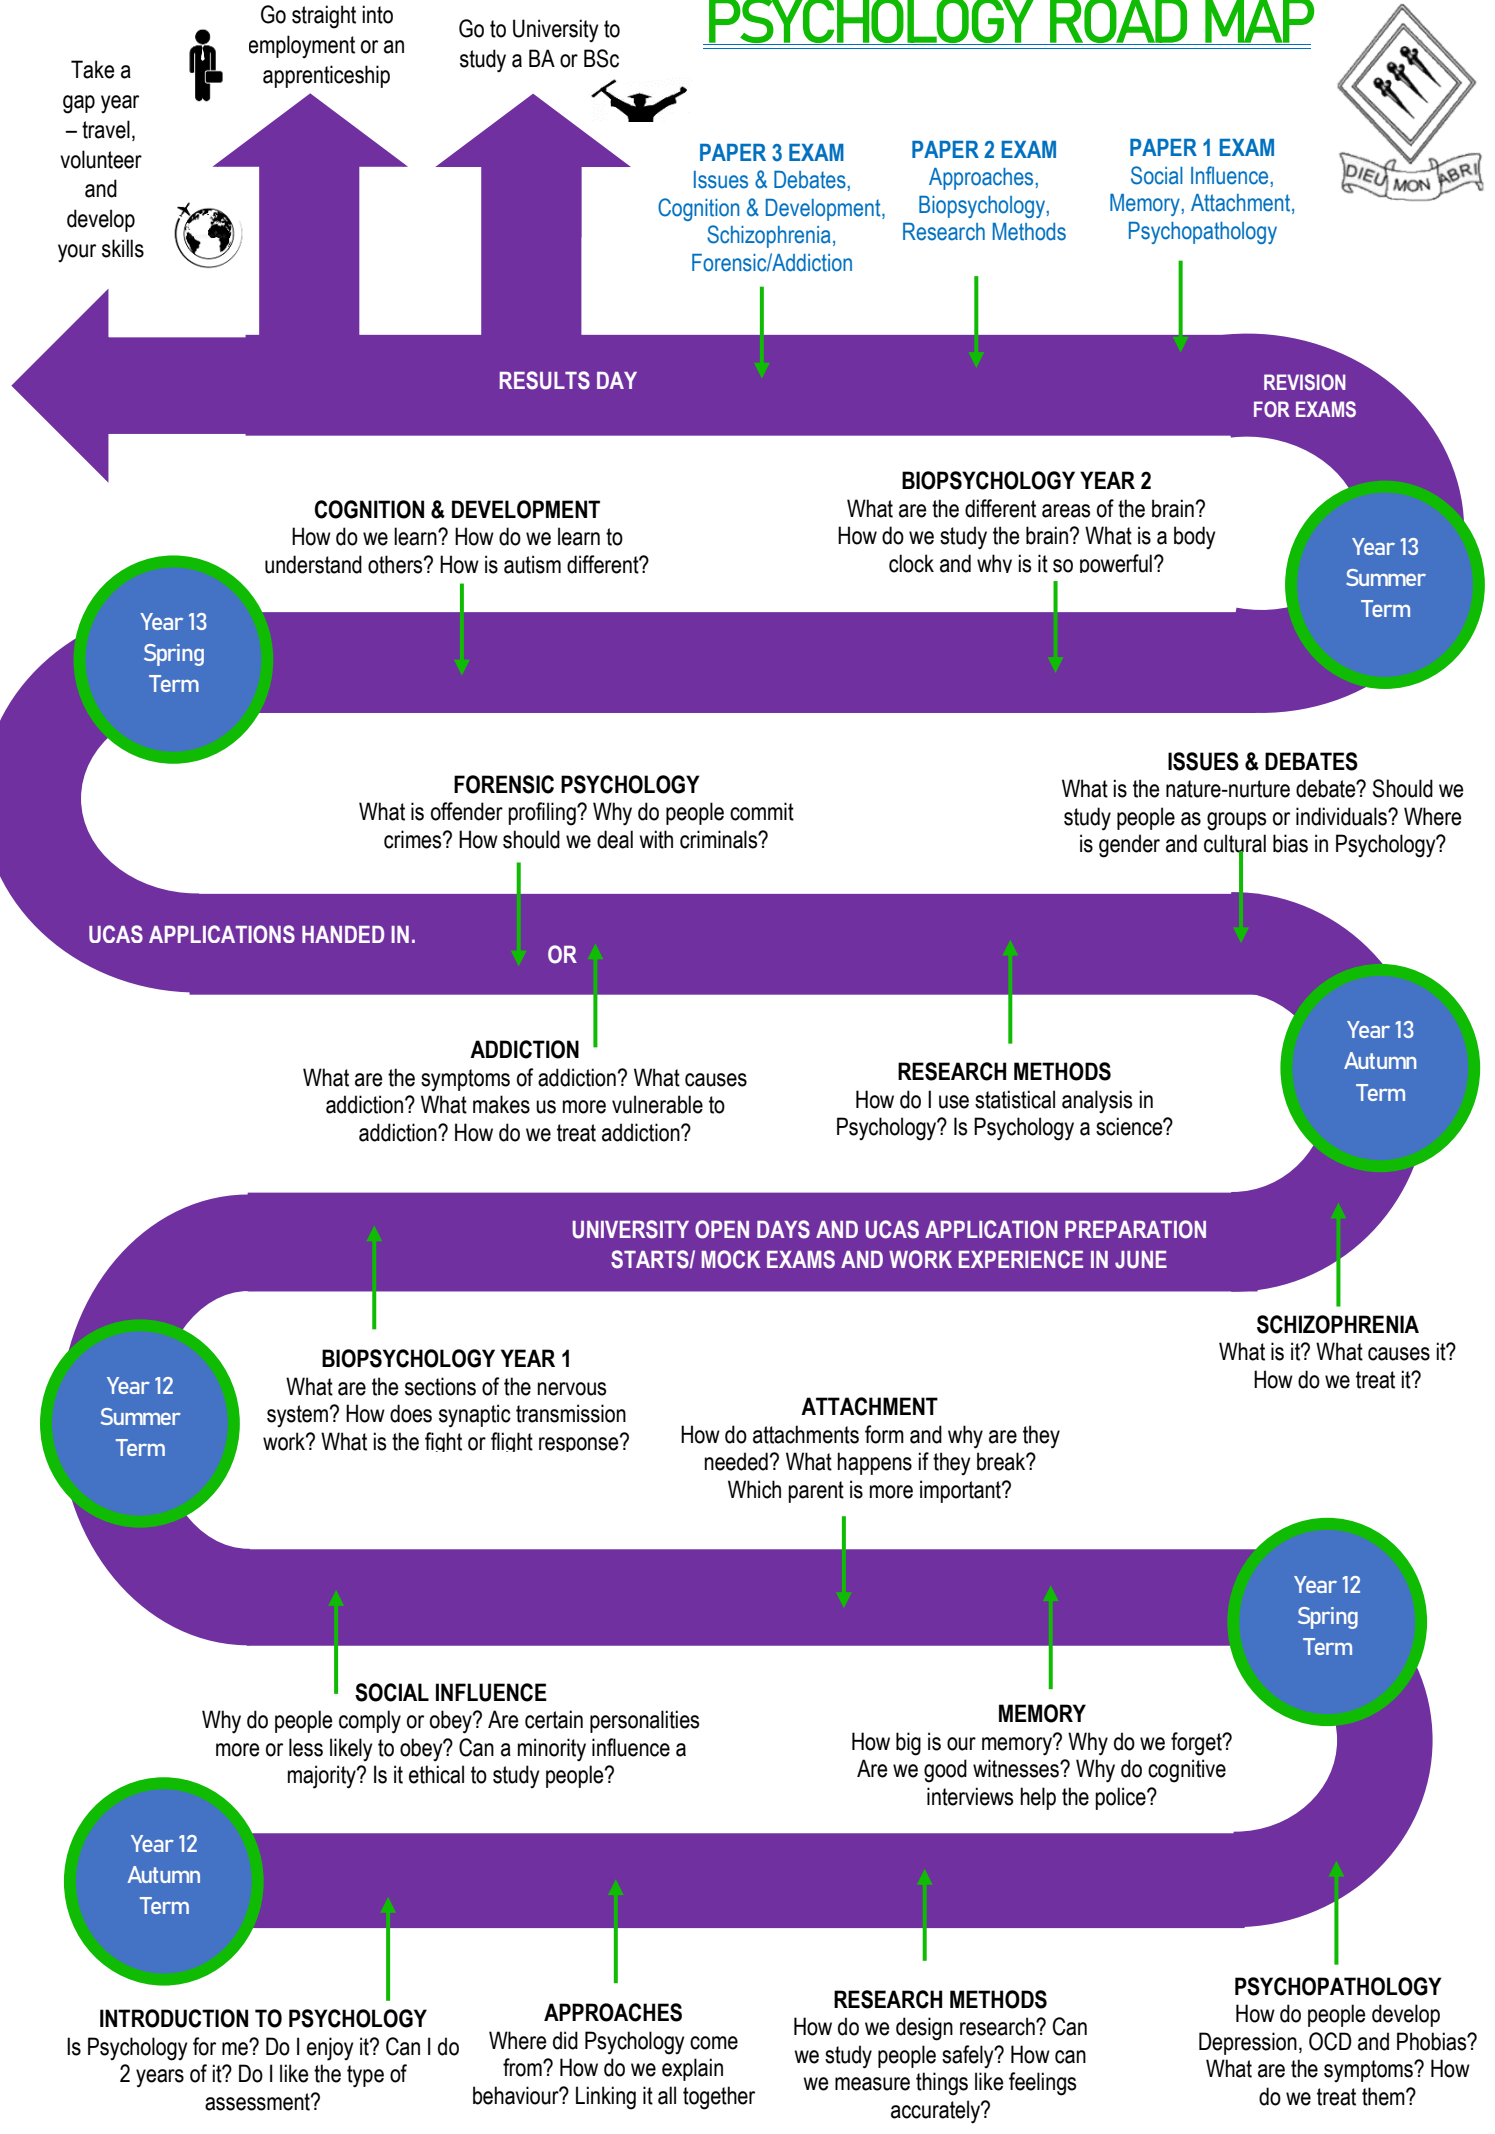 PSYCHOLOGY ROAD MAP
Take a
gap year
– travel,
volunteer
and
develop
your skills
Go straight into
employment or an
apprenticeship
Go to University to
study a BA or BSc
PAPER 3 EXAM
Issues & Debates,
Cognition & Development,
Schizophrenia,
Forensic/Addiction
PAPER 2 EXAM
Approaches,
Biopsychology,
Research Methods
PAPER 1 EXAM
Social Influence,
Memory, Attachment,
Psychopathology
DIEU MON ABRI
RESULTS DAY
REVISION
FOR EXAMS
COGNITION & DEVELOPMENT
How do we learn? How do we learn to
understand others? How is autism different?
BIOPSYCHOLOGY YEAR 2
What are the different areas of the brain?
How do we study the brain? What is a body
clock and why is it so powerful?
Year 13
Summer
Term
Year 13
Spring
Term
FORENSIC PSYCHOLOGY
What is offender profiling? Why do people commit
crimes? How should we deal with criminals?
ISSUES & DEBATES
What is the nature-nurture debate? Should we
study people as groups or individuals? Where
is gender and cultural bias in Psychology?
UCAS APPLICATIONS HANDED IN.
OR
ADDICTION
What are the symptoms of addiction? What causes
addiction? What makes us more vulnerable to
addiction? How do we treat addiction?
RESEARCH METHODS
How do I use statistical analysis in
Psychology? Is Psychology a science?
Year 13
Autumn
Term
UNIVERSITY OPEN DAYS AND UCAS APPLICATION PREPARATION
STARTS/ MOCK EXAMS AND WORK EXPERIENCE IN JUNE
SCHIZOPHRENIA
What is it? What causes it?
How do we treat it?
BIOPSYCHOLOGY YEAR 1
What are the sections of the nervous
system? How does synaptic transmission
work? What is the fight or flight response?
Year 12
Summer
Term
ATTACHMENT
How do attachments form and why are they
needed? What happens if they break?
Which parent is more important?
Year 12
Spring
Term
SOCIAL INFLUENCE
Why do people comply or obey? Are certain personalities
more or less likely to obey? Can a minority influence a
majority? Is it ethical to study people?
MEMORY
How big is our memory? Why do we forget?
Are we good witnesses? Why do cognitive
interviews help the police?
Year 12
Autumn
Term
INTRODUCTION TO PSYCHOLOGY
Is Psychology for me? Do I enjoy it? Can I do
2 years of it? Do I like the type of
assessment?
APPROACHES
Where did Psychology come
from? How do we explain
behaviour? Linking it all together
RESEARCH METHODS
How do we design research? Can
we study people safely? How can
we measure things like feelings
accurately?
PSYCHOPATHOLOGY
How do people develop
Depression, OCD and Phobias?
What are the symptoms? How
do we treat them?